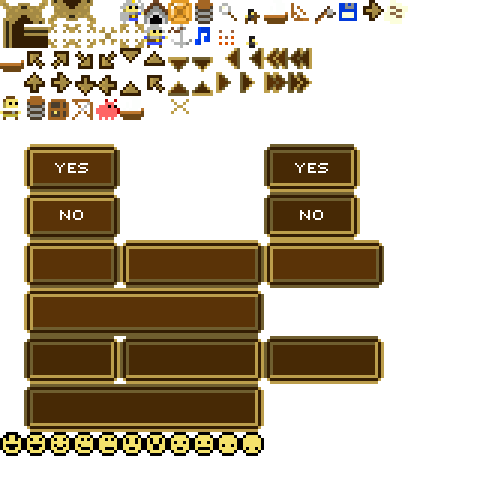 YES YES
NO NO